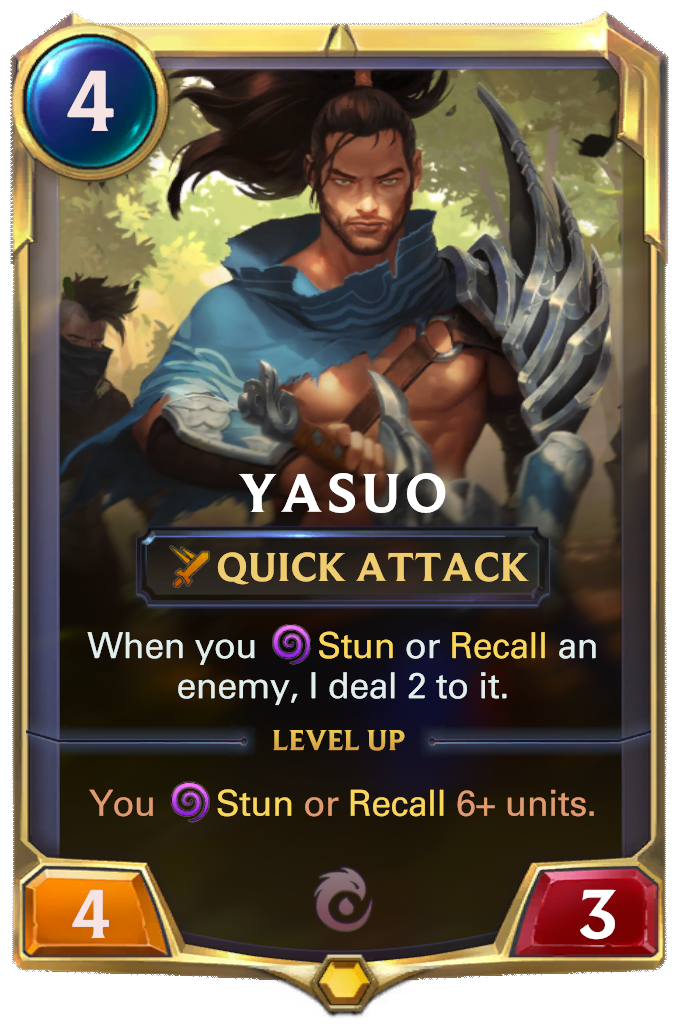 4
YASUO
QUICK ATTACK
When you Stun or Recall an
enemy, I deal 2 to it.
LEVEL UP
You Stun or Recall 6+ units.
4
3